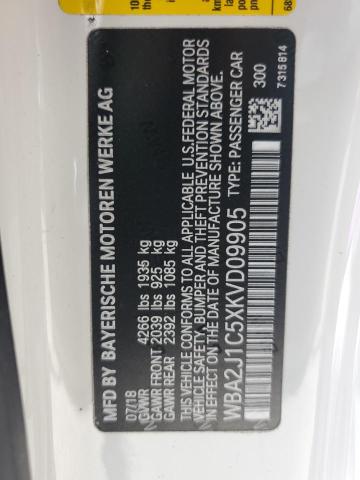 MFD BY BAYERISCHE MOTOREN WERKE AG
07/18
GVWR 4266 lbs 1935 kg
GAWR FRONT 2039 lbs 925 kg
GAWR REAR 2392 lbs 1085 kg
THIS VEHICLE CONFORMS TO ALL APPLICABLE U.S.FEDERAL MOTOR
VEHICLE SAFETY, BUMPER AND THEFT PREVENTION STANDARDS
IN EFFECT ON THE DATE OF MANUFACTURE SHOWN ABOVE.
WBA2J1C5XKVD09905 TYPE: PASSENGER CAR
300
7315814